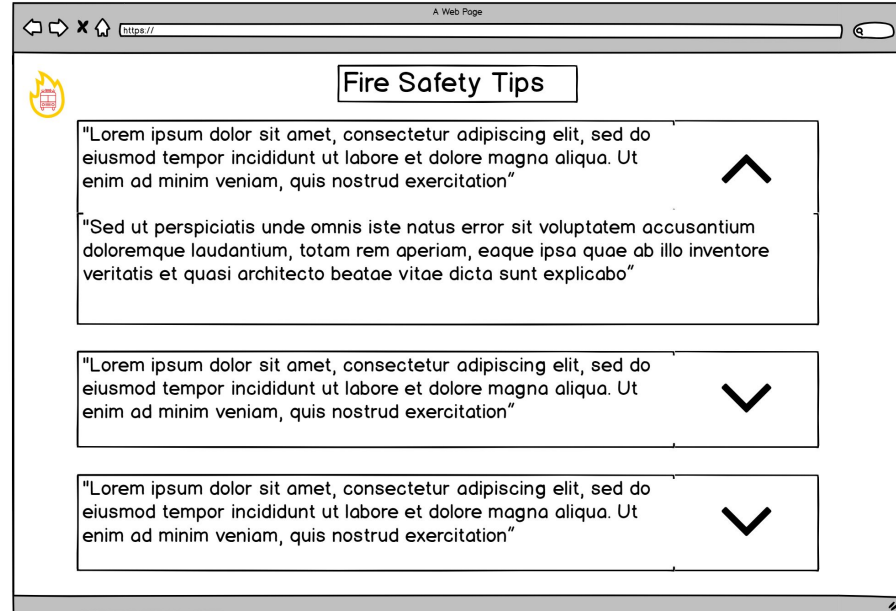 A Web Page
https://
Fire Safety Tips
"Lorem ipsum dolor sit amet, consectetur adipiscing elit, sed do
eiusmod tempor incididunt ut labore et dolore magna aliqua. Ut
enim ad minim veniam, quis nostrud exercitation”
"Sed ut perspiciatis unde omnis iste natus error sit voluptatem accusantium
doloremque laudantium, totam rem aperiam, eaque ipsa quae ab illo inventore
veritatis et quasi architecto beatae vitae dicta sunt explicabo”
"Lorem ipsum dolor sit amet, consectetur adipiscing elit, sed do
eiusmod tempor incididunt ut labore et dolore magna aliqua. Ut
enim ad minim veniam, quis nostrud exercitation”
"Lorem ipsum dolor sit amet, consectetur adipiscing elit, sed do
eiusmod tempor incididunt ut labore et dolore magna aliqua. Ut
enim ad minim veniam, quis nostrud exercitation”